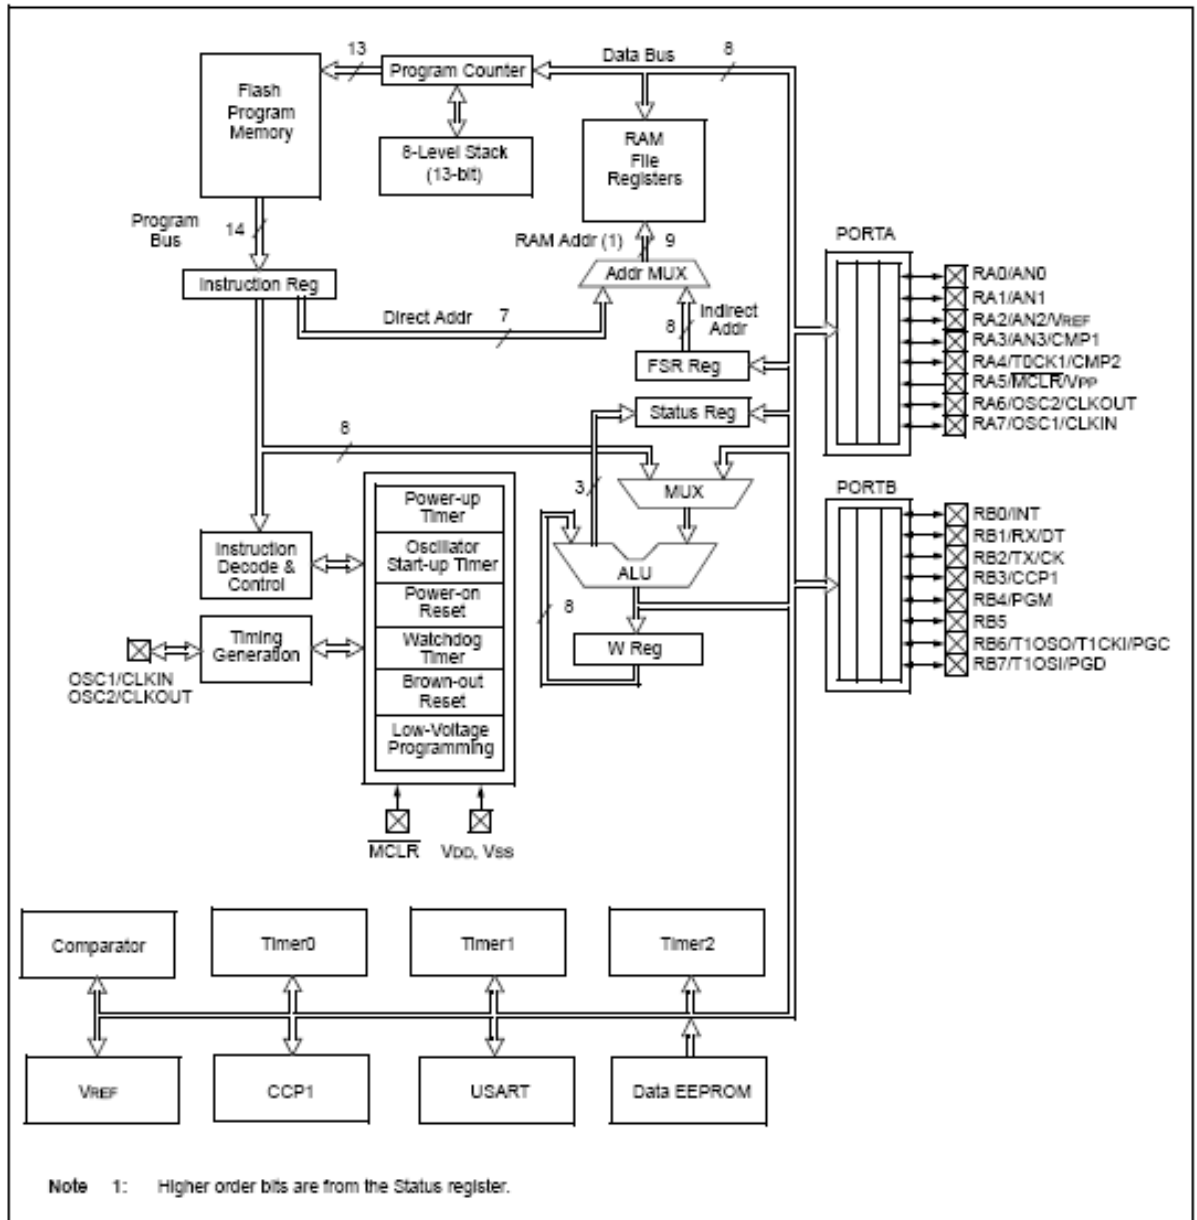 13
Data Bus
8
Program Counter
Flash
Program
Memory
8-Level Stack
(13-bit)
RAM
File
Registers
Program
Bus
14
RAM Addr (1)
9
PORTA
Addr MUX
Instruction Reg
Direct Addr
7
8
Indirect
Addr
FSR Reg
Status Reg
RA0/AN0
RA1/AN1
RA2/AN2/VREF
RA3/AN3/CMP1
RA4/T0CK1/CMP2
RA5/MCLR/VPP
RA6/OSC2/CLKOUT
RA7/OSC1/CLKIN
8
3
MUX
PORTB
Power-up
Timer
Oscillator
Start-up Timer
Power-on
Reset
Watchdog
Timer
Brown-out
Reset
Low-Voltage
Programming
Instruction
Decode &
Control
Timing
Generation
OSC1/CLKIN
OSC2/CLKOUT
ALU
8
W Reg
RB0/INT
RB1/RX/DT
RB2/TX/CK
RB3/CCP1
RB4/PGM
RB5
RB6/T1OSO/T1CKI/PGC
RB7/T1OSI/PGD
MCLR
VDD, VSS
Comparator
Timer0
Timer1
Timer2
VREF
CCP1
USART
Data EEPROM
Note 1: Higher order bits are from the Status register.